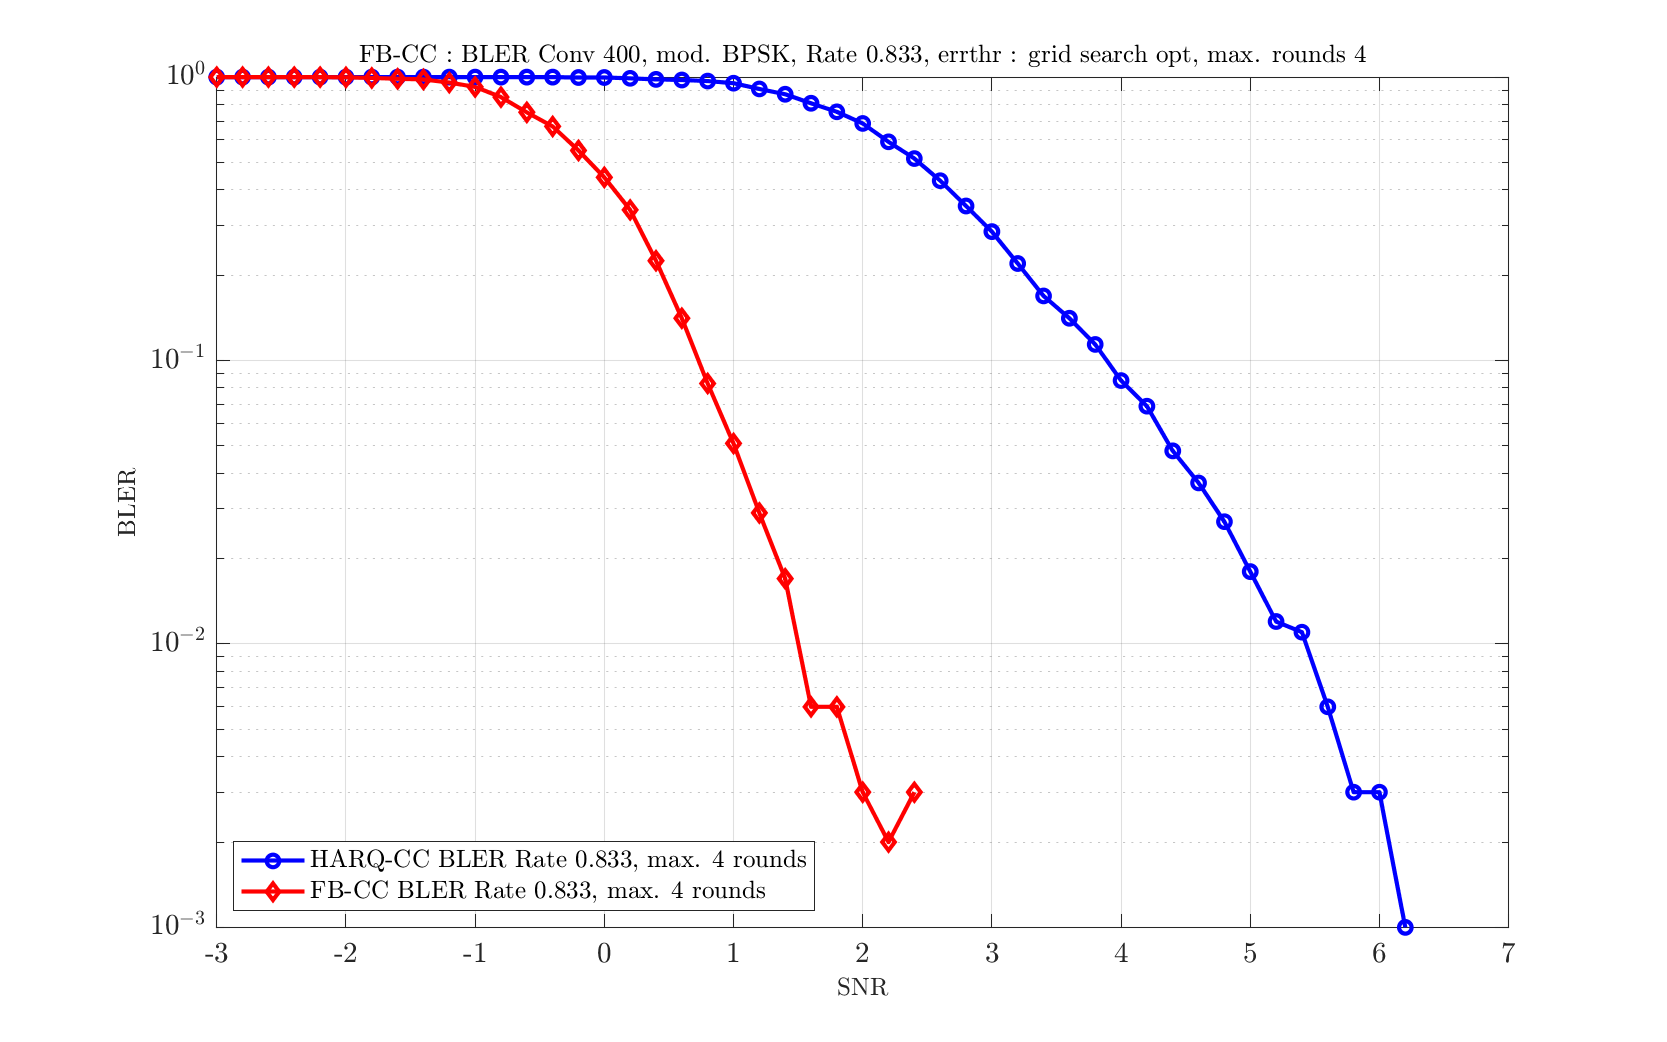 FB-CC : BLER Conv 400, mod. BPSK, Rate 0.833, errthr : grid search opt, max. rounds 4
10^0
10^-1
10^-2
10^-3
BLER
HARQ-CC BLER Rate 0.833, max. 4 rounds
FB-CC BLER Rate 0.833, max. 4 rounds
-3 -2 -1 0 1 2 3 4 5 6 7
SNR